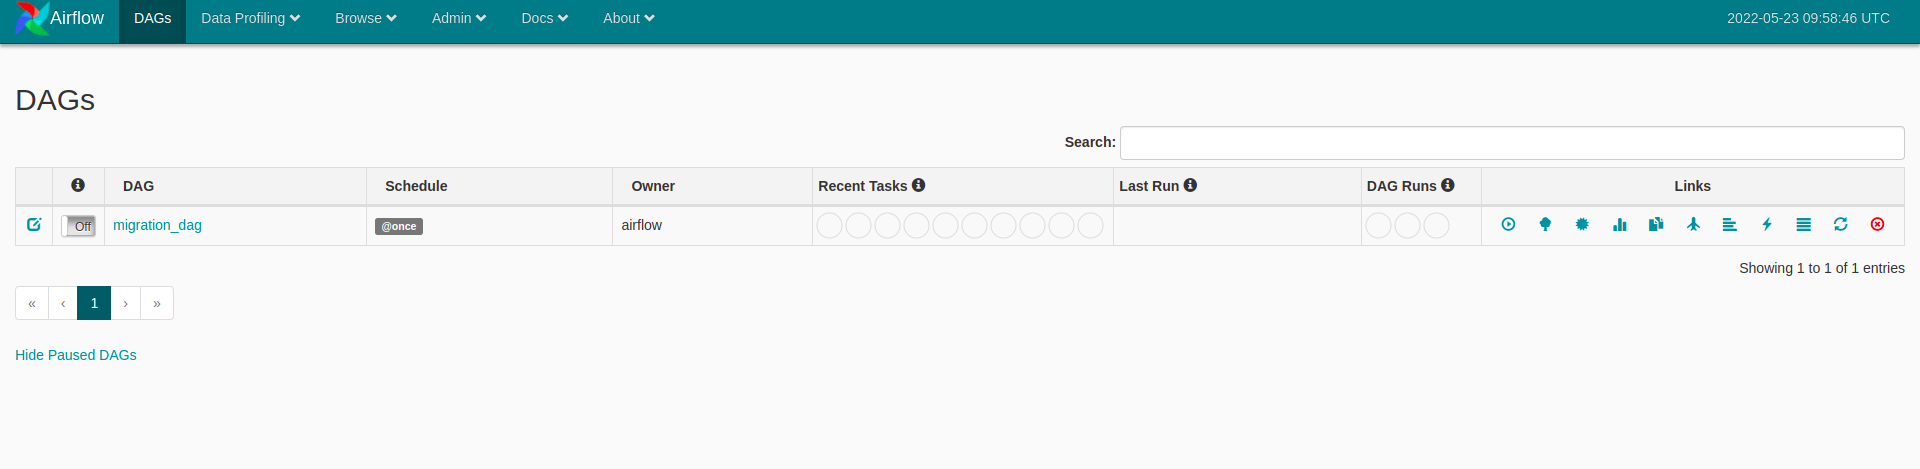 Airflow DAGs Data Profiling Browse Admin Docs About 2022-05-23 09:58:46 UTC
DAGs
Search:
DAG Schedule Owner Recent Tasks Last Run DAG Runs Links
Off migration_dag @once airflow
Showing 1 to 1 of 1 entries
« ‹ 1 › »
Hide Paused DAGs